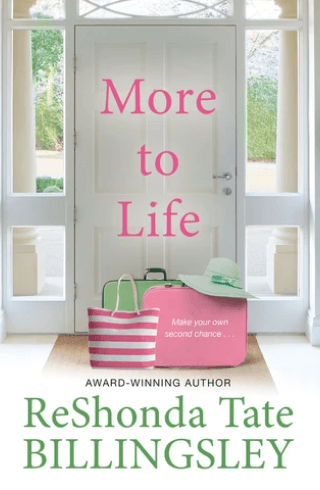 More
to
Life
Make your own
second chance . . .
AWARD-WINNING AUTHOR
ReShonda Tate
BILLINGSLEY